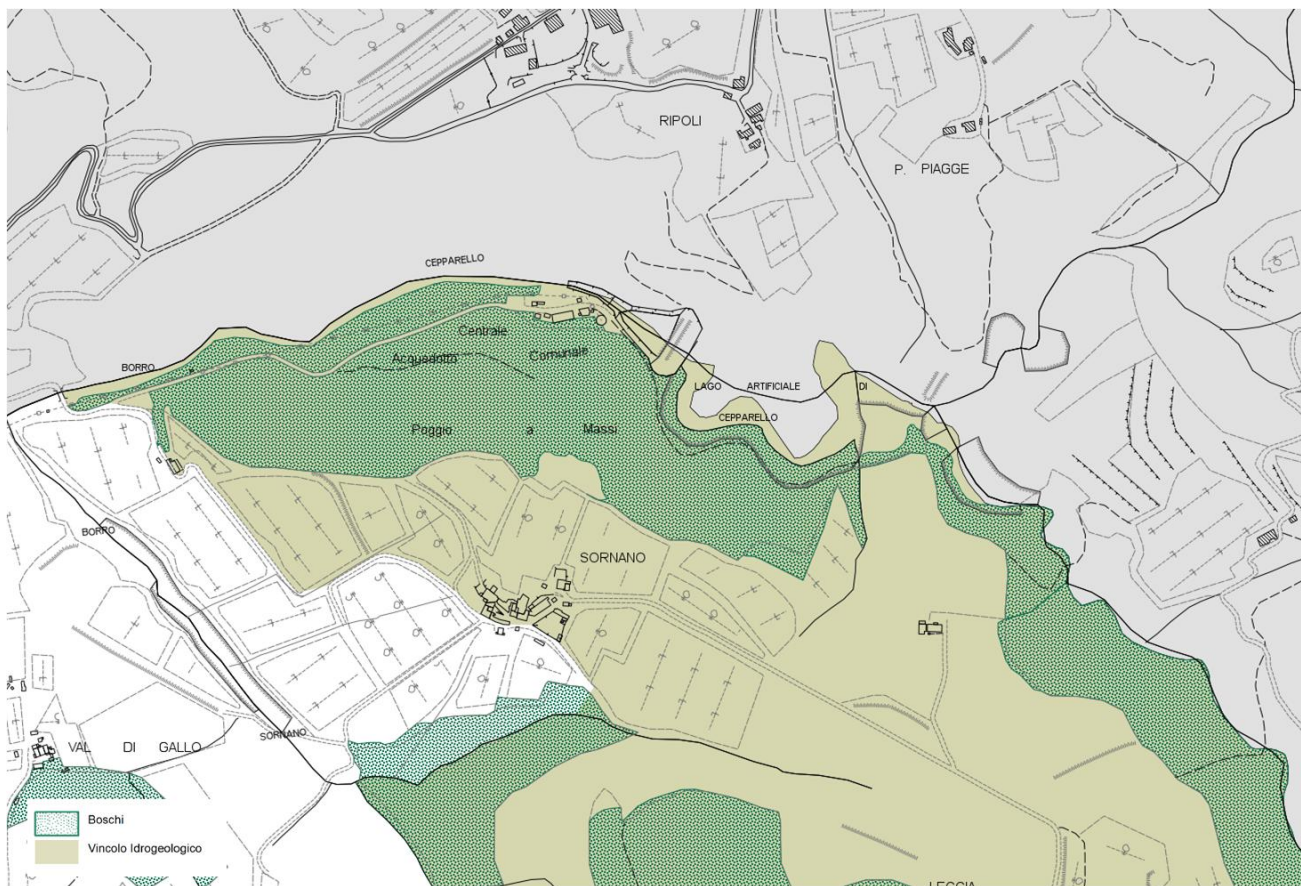 RIPOLI
P. PIAGGE
CEPPARELLO
Centrale
Acquedotto Comunale
BORRO
LAGO ARTIFICIALE DI
CEPPARELLO
Poggio a Massi
BORRO
SORNANO
SORNANO
VAL DI GALLO
Boschi
Vincolo Idrogeologico
LECCIA